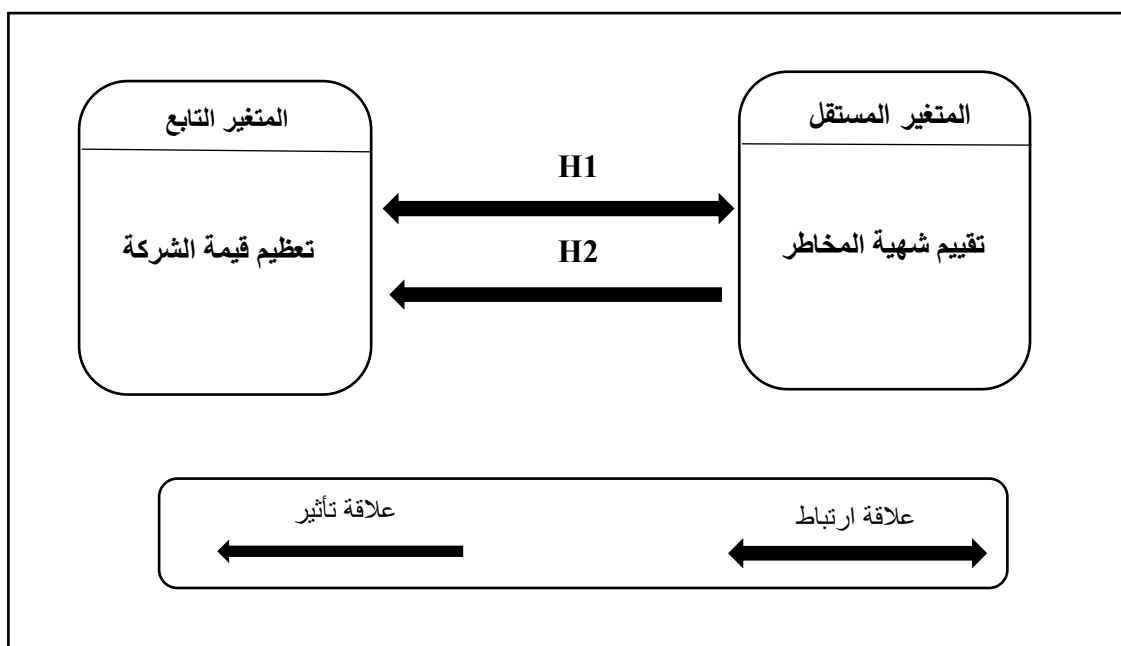 المتغير المستقل
تقييم شهية المخاطر
H1
H2
المتغير التابع
تعظيم قيمة الشركة
علاقة ارتباط
علاقة تأثير